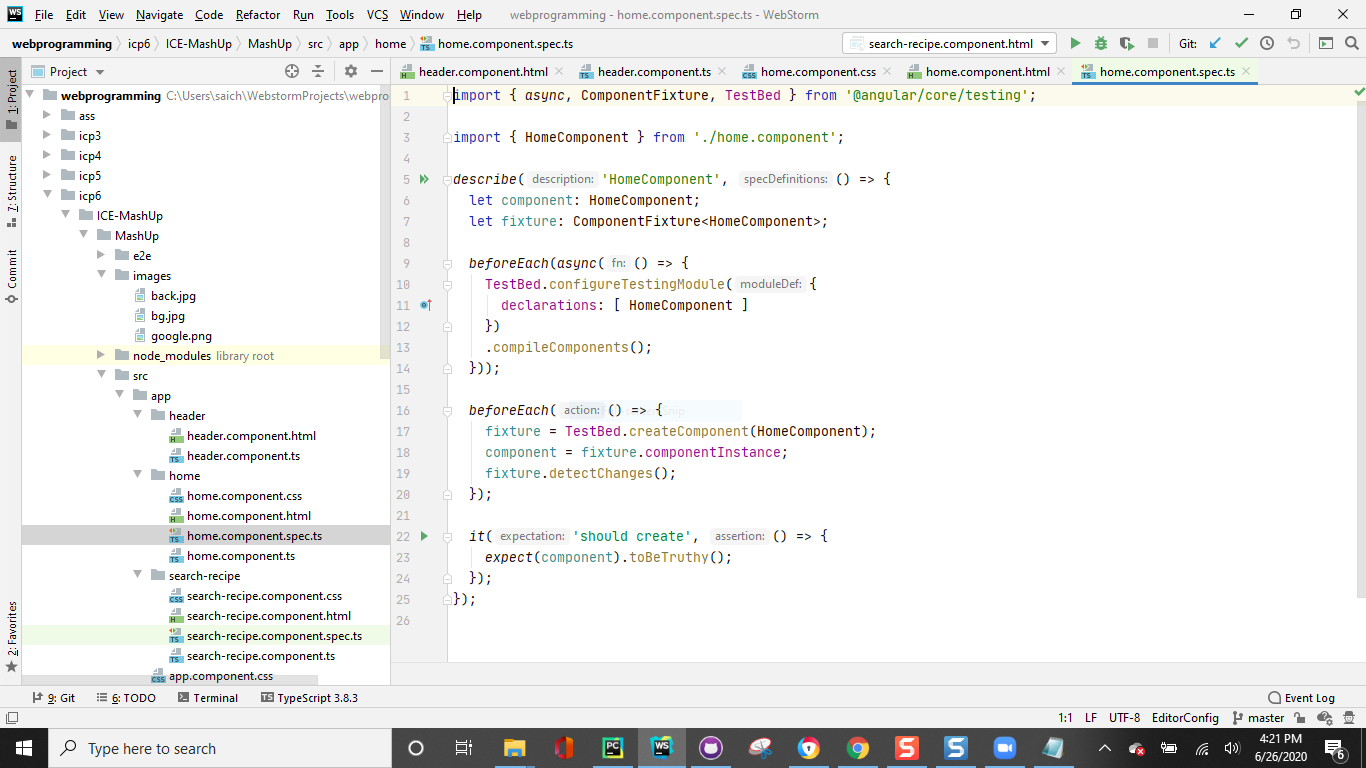 WS File Edit View Navigate Code Refactor Run Tools VCS Window Help webprogramming - home.component.spec.ts - WebStorm
webprogramming icp6 ICE-MashUp MashUp src app home home.component.spec.ts search-recipe.component.html Git:
Project
header.component.html header.component.ts home.component.css home.component.html home.component.spec.ts
1: Project
7: Structure
Commit
2: Favorites
webprogramming C:\Users\saich\WebstormProjects\webpro
ass
icp3
icp4
icp5
icp6
ICE-MashUp
MashUp
e2e
images
back.jpg
bg.jpg
google.png
node_modules library root
src
app
header
header.component.html
header.component.ts
home
home.component.css
home.component.html
home.component.spec.ts
home.component.ts
search-recipe
search-recipe.component.css
search-recipe.component.html
search-recipe.component.spec.ts
search-recipe.component.ts
app.component.css
1 import { async, ComponentFixture, TestBed } from '@angular/core/testing';
2
3 import { HomeComponent } from './home.component';
4
5 describe( description: 'HomeComponent', specDefinitions: () => {
6 let component: HomeComponent;
7 let fixture: ComponentFixture<HomeComponent>;
8
9 beforeEach(async( fn: () => {
10 TestBed.configureTestingModule( moduleDef: {
11 declarations: [ HomeComponent ]
12 })
13 .compileComponents();
14 }));
15
16 beforeEach( action: () => {
17 fixture = TestBed.createComponent(HomeComponent);
18 component = fixture.componentInstance;
19 fixture.detectChanges();
20 });
21
22 it( expectation: 'should create', assertion: () => {
23 expect(component).toBeTruthy();
24 });
25 });
26
9: Git 6: TODO Terminal TypeScript 3.8.3 Event Log
1:1 LF UTF-8 EditorConfig master
Type here to search
4:21 PM
6/26/2020
6